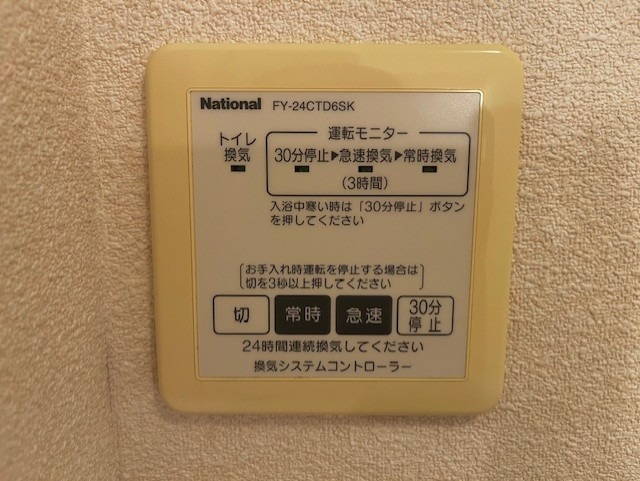 National FY-24CTD6SK
運転モニター
トイレ
換気
30分停止▶急速換気▶常時換気
(3時間)
入浴中寒い時は「30分停止」ボタン
を押してください
お手入れ時運転を停止する場合は
切を3秒以上押してください
切 常時 急速 30分
停止
24時間連続換気してください
換気システムコントローラー